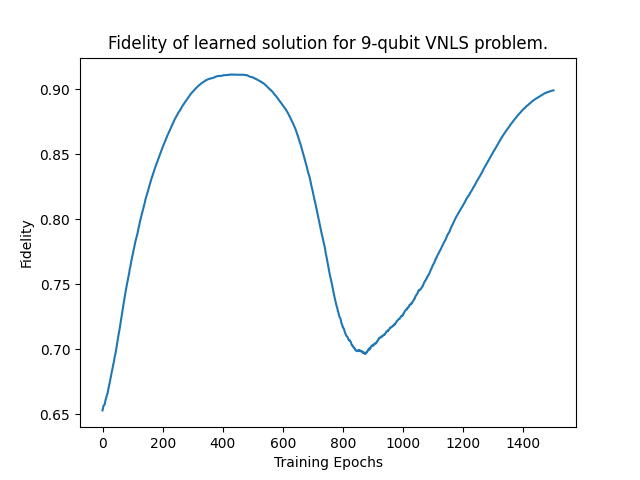 Fidelity of learned solution for 9-qubit VNLS problem.
0.90
0.85
0.80
0.75
0.70
0.65
Fidelity
0 200 400 600 800 1000 1200 1400
Training Epochs